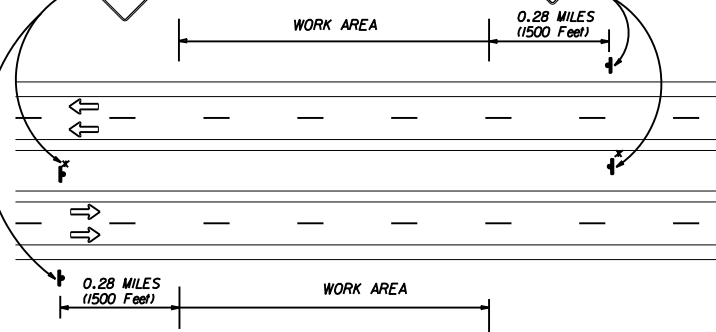 WORK AREA
0.28 MILES
(1500 Feet)
x
x
0.28 MILES
(1500 Feet)
WORK AREA